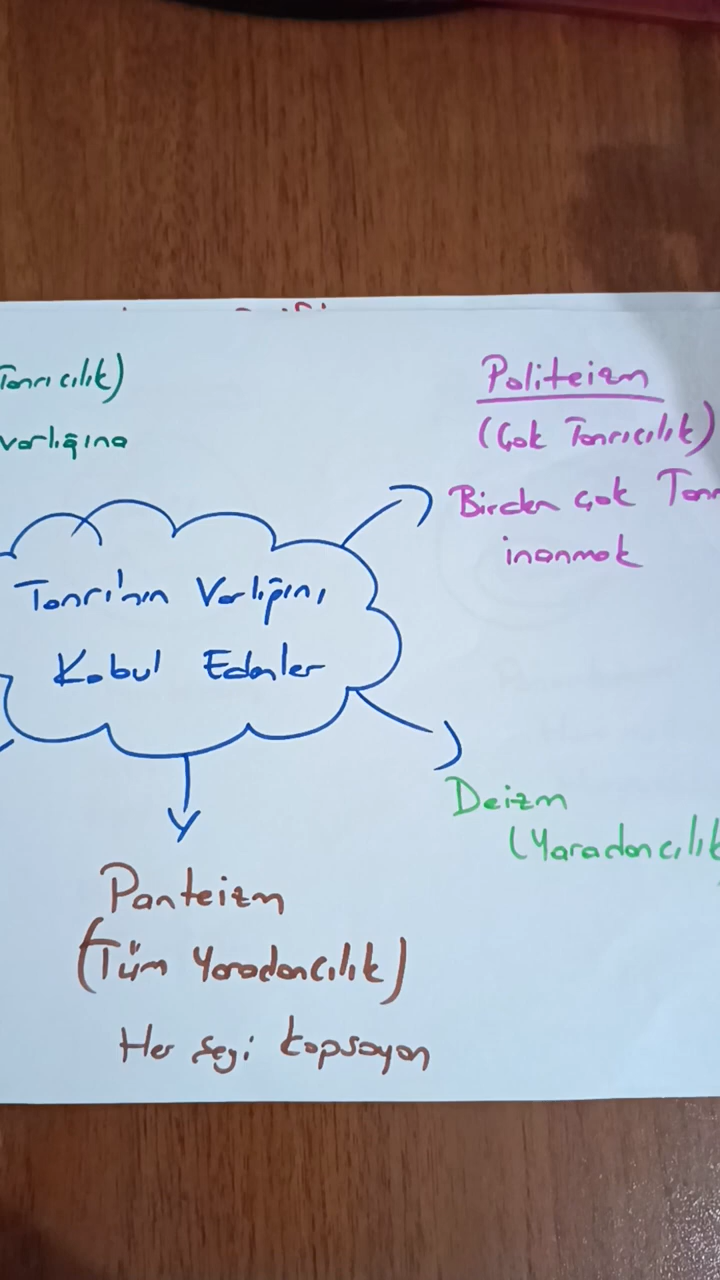 Tanrıcılık)
varlığına
Politeizm
(Çok Tanrıcılık)
Birden çok Tanr
inanmak
Tanrı'nın Varlığını
Kabul Edenler
Deizm
(Yaradancılık
Panteizm
(Tüm Yaradancılık)
Her şeyi kapsayan